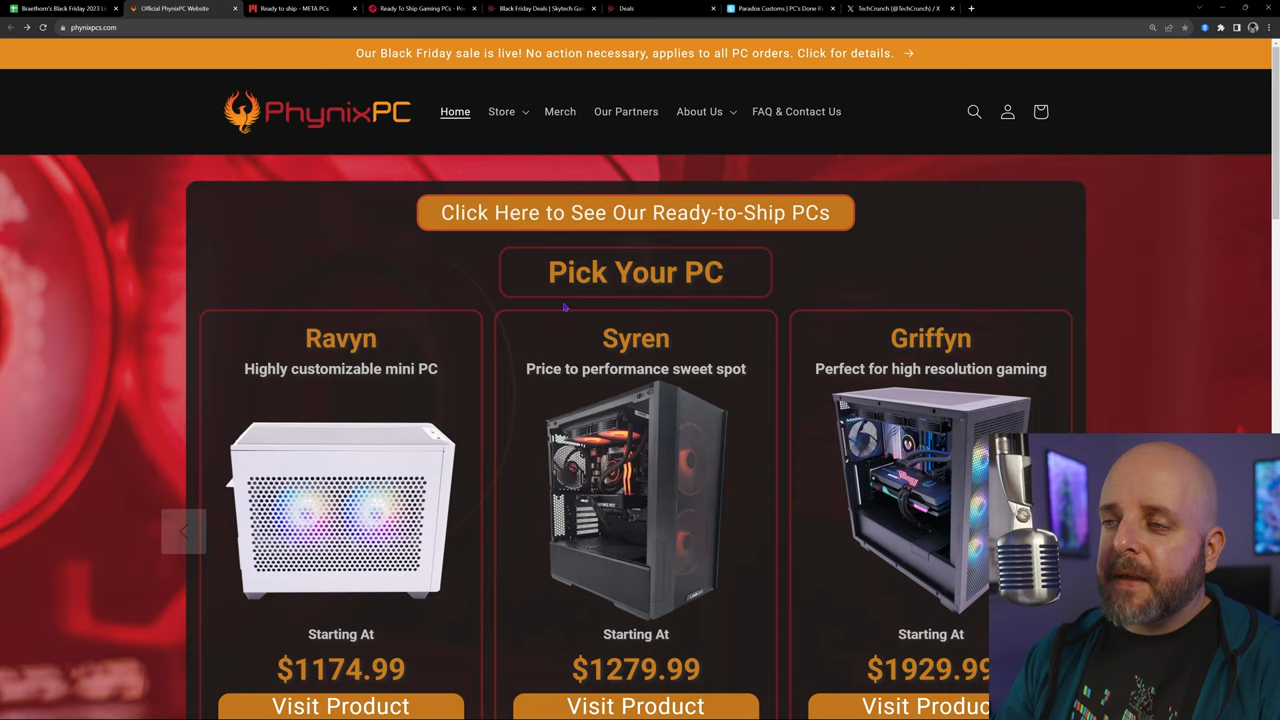 Braethorn's Black Friday 2023 Li
Official PhynixPC Website
Ready to ship - META PCs
Ready To Ship Gaming PCs - Po
Black Friday Deals | Skytech Gam
Deals
Paradox Customs | PC's Done Ri
TechCrunch (@TechCrunch) / X
phynixpcs.com
Our Black Friday sale is live! No action necessary, applies to all PC orders. Click for details. →
PhynixPC
Home
Store
Merch
Our Partners
About Us
FAQ & Contact Us
Click Here to See Our Ready-to-Ship PCs
Pick Your PC
Ravyn
Highly customizable mini PC
Starting At
$1174.99
Visit Product
Syren
Price to performance sweet spot
Starting At
$1279.99
Visit Product
Griffyn
Perfect for high resolution gaming
Starting At
$1929.99
Visit Produc